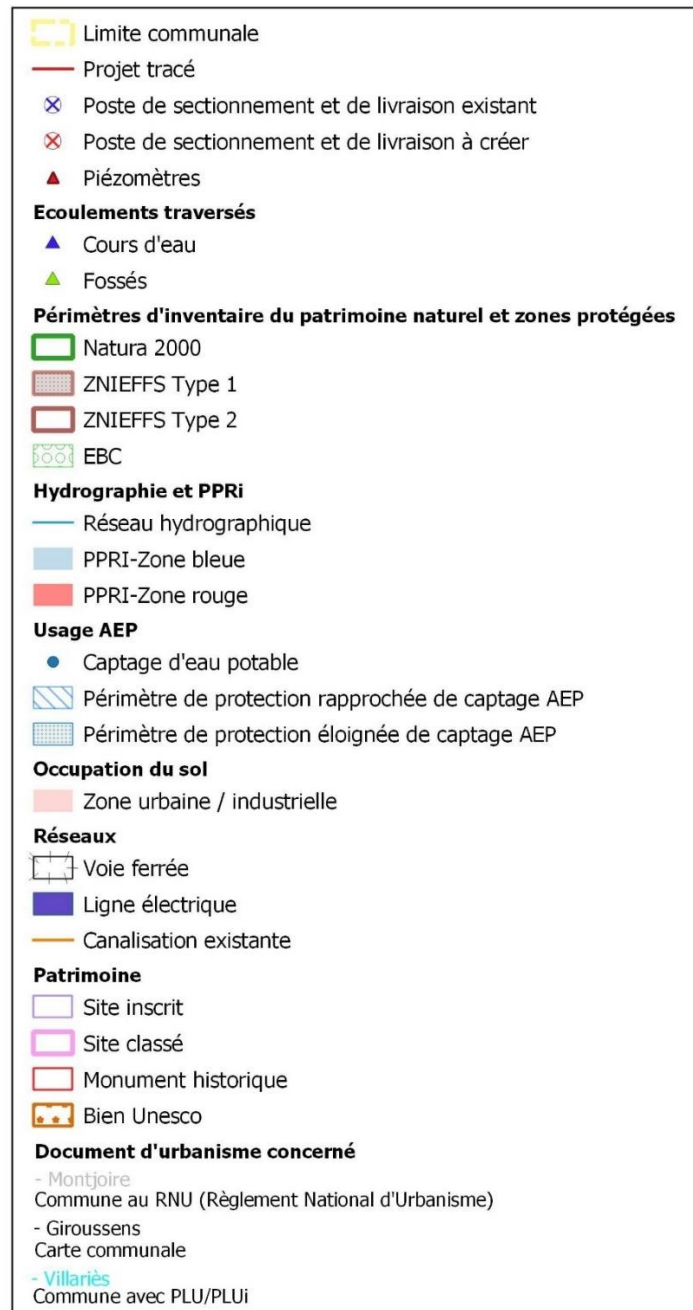 Limite communale
Projet tracé
Poste de sectionnement et de livraison existant
Poste de sectionnement et de livraison à créer
Piézomètres
Ecoulements traversés
Cours d'eau
Fossés
Périmètres d'inventaire du patrimoine naturel et zones protégées
Natura 2000
ZNIEFFS Type 1
ZNIEFFS Type 2
EBC
Hydrographie et PPRi
Réseau hydrographique
PPRI-Zone bleue
PPRI-Zone rouge
Usage AEP
Captage d'eau potable
Périmètre de protection rapprochée de captage AEP
Périmètre de protection éloignée de captage AEP
Occupation du sol
Zone urbaine / industrielle
Réseaux
Voie ferrée
Ligne électrique
Canalisation existante
Patrimoine
Site inscrit
Site classé
Monument historique
Bien Unesco
Document d'urbanisme concerné
- Montjoire
Commune au RNU (Règlement National d'Urbanisme)
- Giroussens
Carte communale
- Villariès
Commune avec PLU/PLUi